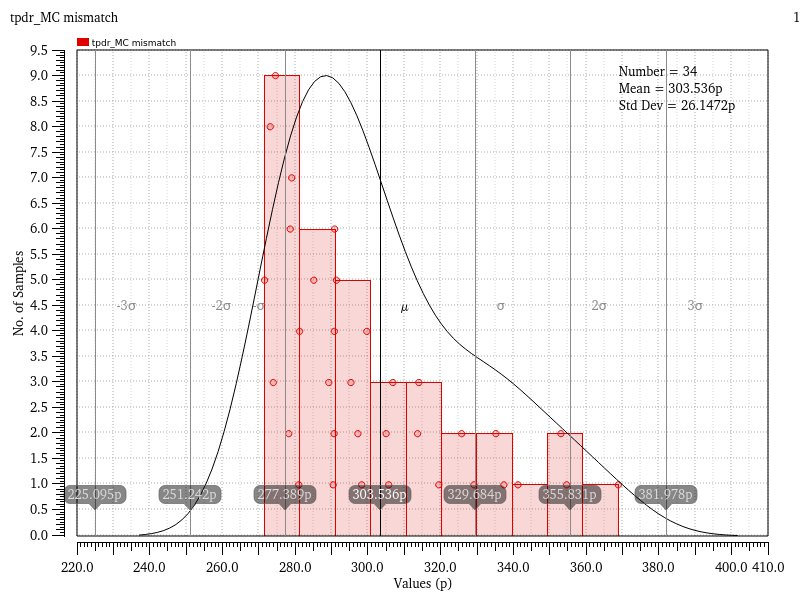 tpdr_MC mismatch 1
tpdr_MC mismatch
Number = 34
Mean = 303.536p
Std Dev = 26.1472p
No. of Samples
9.5
9.0
8.5
8.0
7.5
7.0
6.5
6.0
5.5
5.0
4.5
4.0
3.5
3.0
2.5
2.0
1.5
1.0
0.5
0.0
-3σ -2σ -σ μ σ 2σ 3σ
225.095p 251.242p 277.389p 303.536p 329.684p 355.831p 381.978p
220.0 240.0 260.0 280.0 300.0 320.0 340.0 360.0 380.0 400.0 410.0
Values (p)